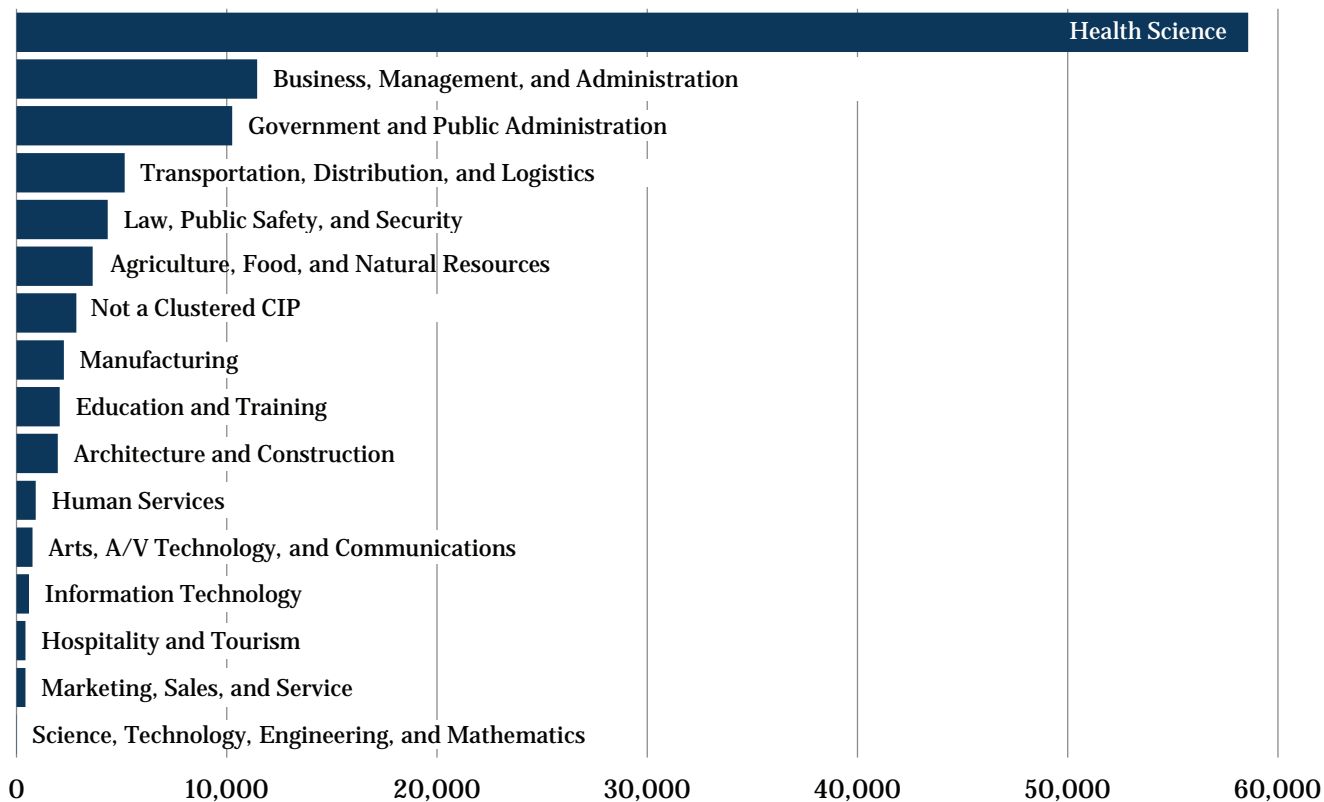 Health Science
Business, Management, and Administration
Government and Public Administration
Transportation, Distribution, and Logistics
Law, Public Safety, and Security
Agriculture, Food, and Natural Resources
Not a Clustered CIP
Manufacturing
Education and Training
Architecture and Construction
Human Services
Arts, A/V Technology, and Communications
Information Technology
Hospitality and Tourism
Marketing, Sales, and Service
Science, Technology, Engineering, and Mathematics
0 10,000 20,000 30,000 40,000 50,000 60,000